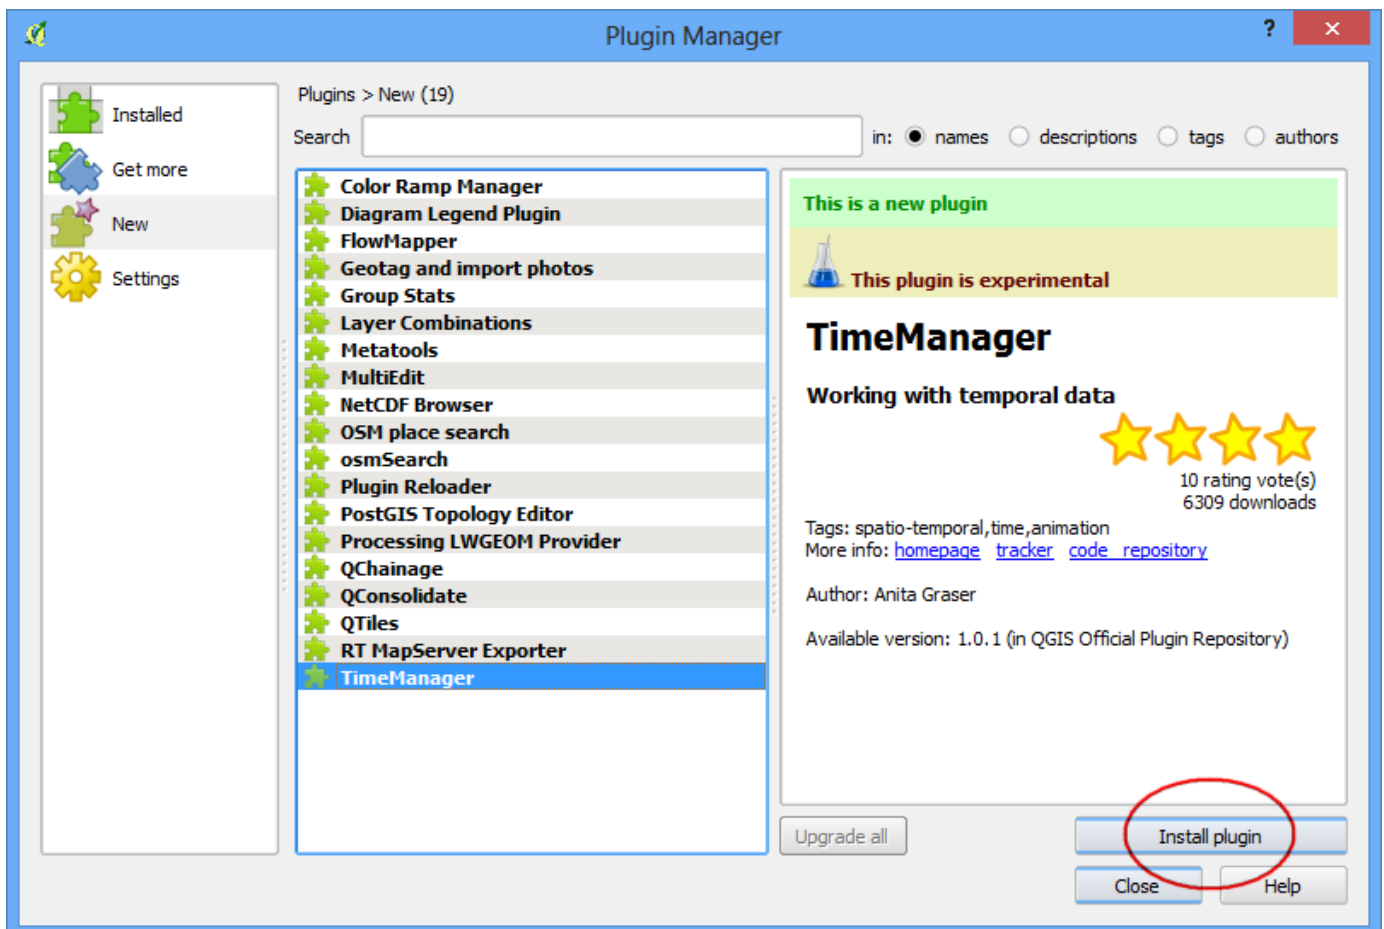 Plugin Manager
?
Installed
Get more
New
Settings
Plugins > New (19)
Search
in: names descriptions tags authors
Color Ramp Manager
Diagram Legend Plugin
FlowMapper
Geotag and import photos
Group Stats
Layer Combinations
Metatools
MultiEdit
NetCDF Browser
OSM place search
osmSearch
Plugin Reloader
PostGIS Topology Editor
Processing LWGEOM Provider
QChainage
QConsolidate
QTiles
RT MapServer Exporter
TimeManager
This is a new plugin
This plugin is experimental
TimeManager
Working with temporal data
10 rating vote(s)
6309 downloads
Tags: spatio-temporal,time,animation
More info: homepage tracker code_repository
Author: Anita Graser
Available version: 1.0.1 (in QGIS Official Plugin Repository)
Upgrade all
Install plugin
Close
Help